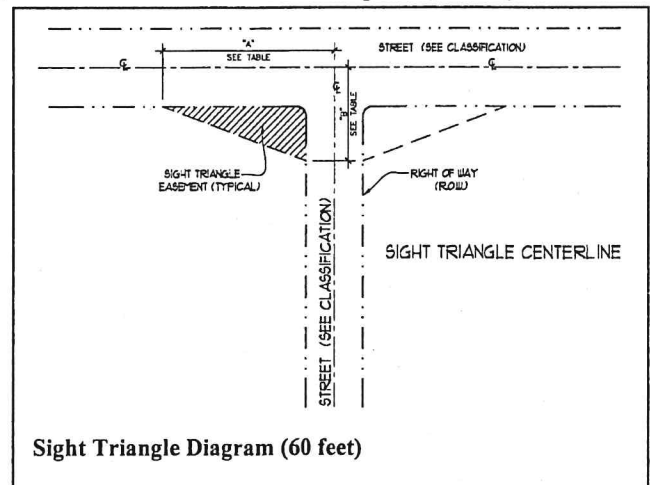 "A"
SEE TABLE
STREET (SEE CLASSIFICATION)
℄
℄
℄
"B"
SEE TABLE
SIGHT TRIANGLE
EASEMENT (TYPICAL)
RIGHT OF WAY
(ROW)
STREET (SEE CLASSIFICATION)
SIGHT TRIANGLE CENTERLINE
Sight Triangle Diagram (60 feet)